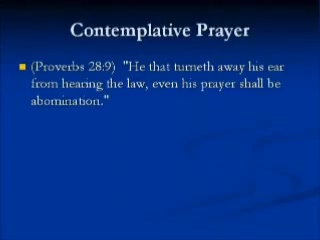 Contemplative Prayer
(Proverbs 28:9) "He that turneth away his ear
from hearing the law, even his prayer shall be
abomination."